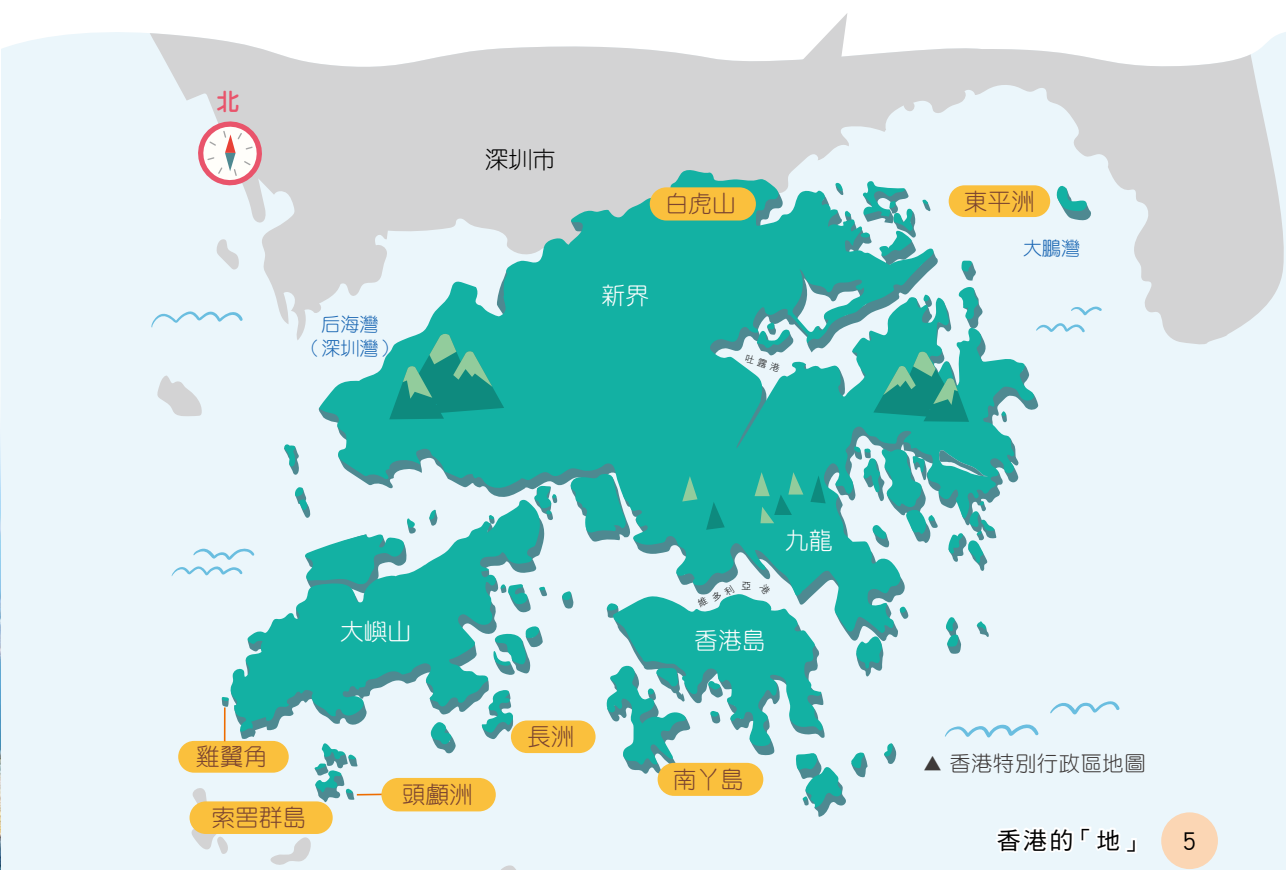 北
深圳市
白虎山
東平洲
大鵬灣
新界
后海灣
（深圳灣）
吐露港
九龍
維多利亞港
大嶼山
香港島
長洲
雞翼角
南丫島
▲ 香港特別行政區地圖
頭顱洲
索罟群島
香港的「地」 5